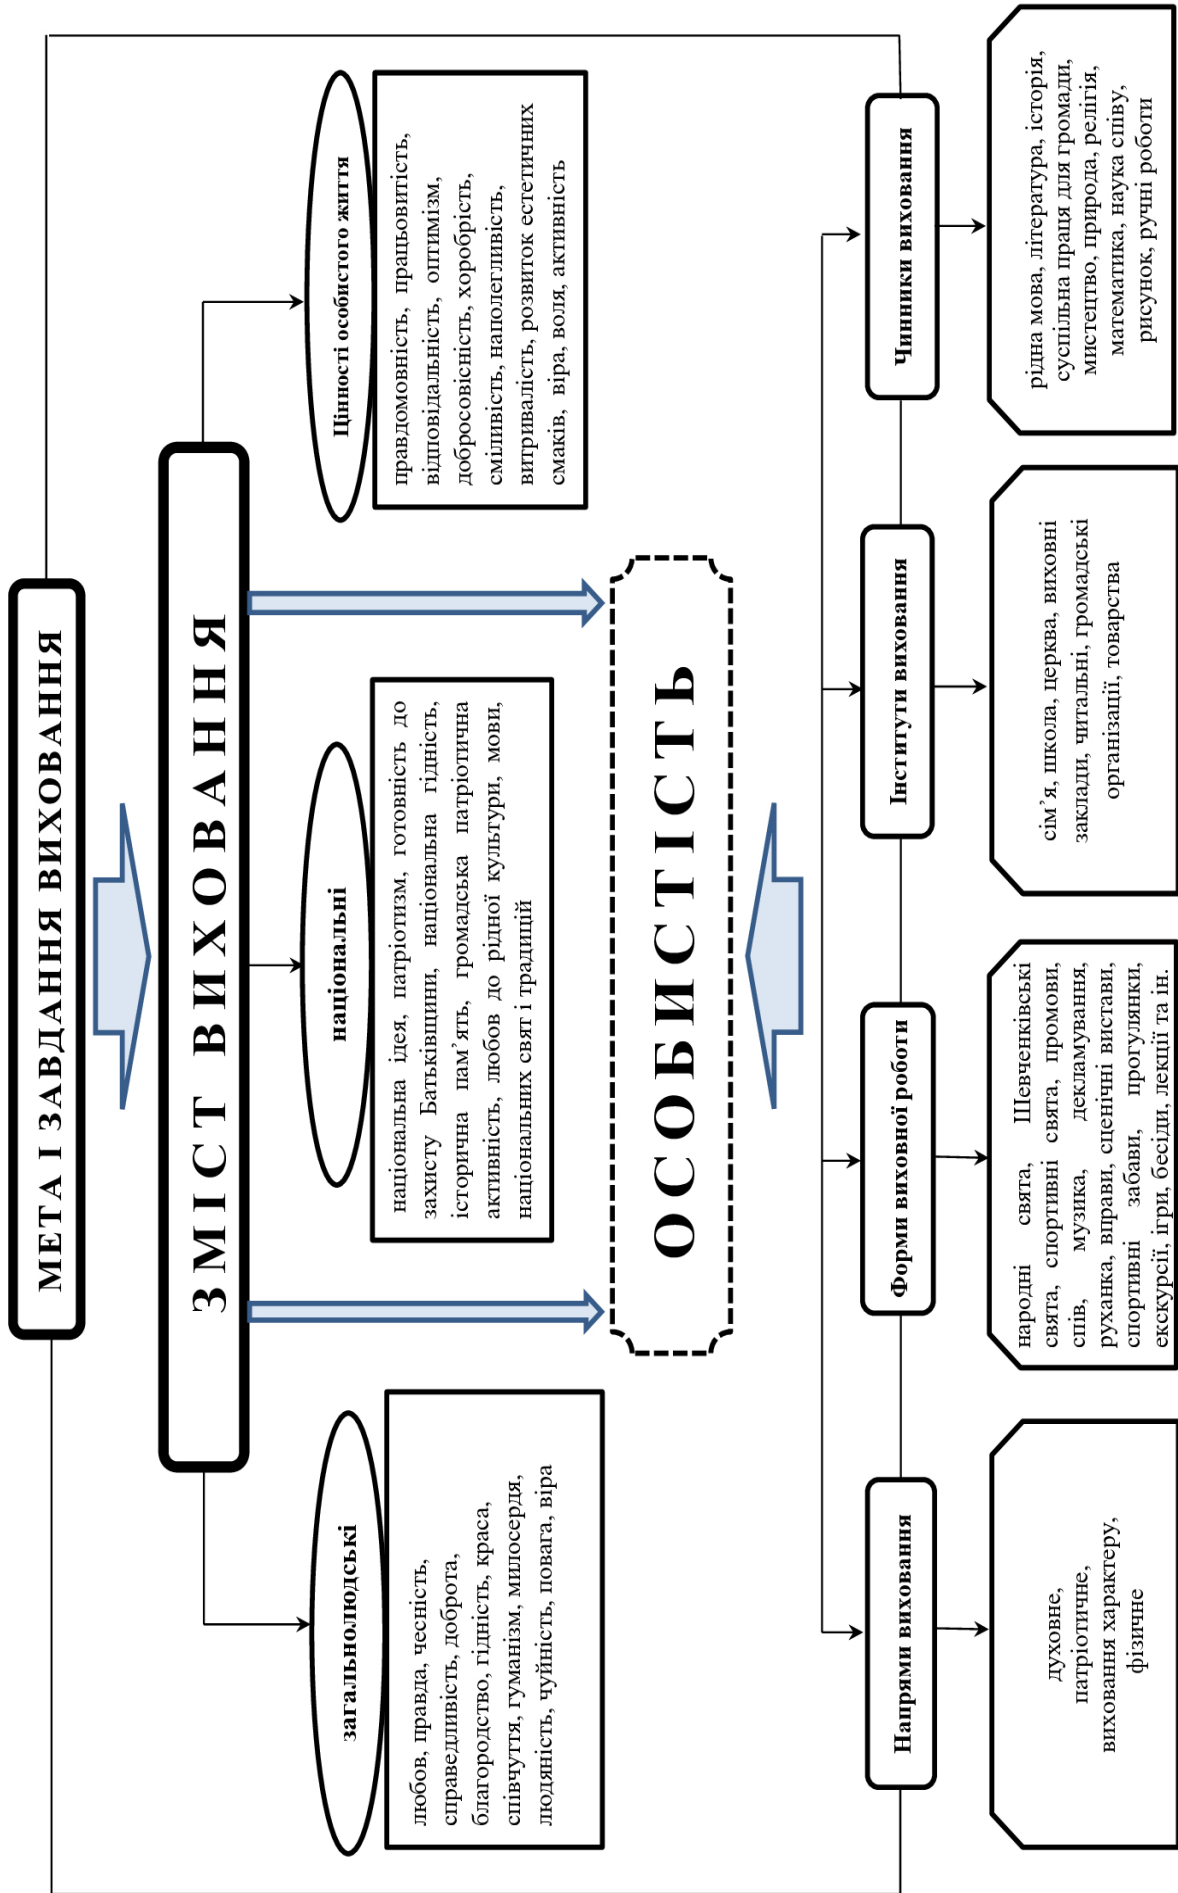 МЕТА І ЗАВДАННЯ ВИХОВАННЯ
ЗМІСТ ВИХОВАННЯ
загальнолюдські
любов, правда, чесність,
справедливість, доброта,
благородство, гідність, краса,
співчуття, гуманізм, милосердя,
людяність, чуйність, повага, віра
національні
національна ідея, патріотизм, готовність до
захисту Батьківщини, національна гідність,
історична пам’ять, громадська патріотична
активність, любов до рідної культури, мови,
національних свят і традицій
Цінності особистого життя
правдомовність, працьовитість,
відповідальність, оптимізм,
добросовісність, хоробрість,
сміливість, наполегливість,
витривалість, розвиток естетичних
смаків, віра, воля, активність
ОСОБИСТІСТЬ
Напрями виховання
духовне,
патріотичне,
виховання характеру,
фізичне
Форми виховної роботи
народні свята, Шевченківські
свята, спортивні свята, промови,
спів, музика, декламування,
руханка, вправи, сценічні вистави,
спортивні забави, прогулянки,
екскурсії, ігри, бесіди, лекції та ін.
Інститути виховання
сім’я, школа, церква, виховні
заклади, читальні, громадські
організації, товариства
Чинники виховання
рідна мова, література, історія,
суспільна праця для громади,
мистецтво, природа, релігія,
математика, наука співу,
рисунок, ручні роботи